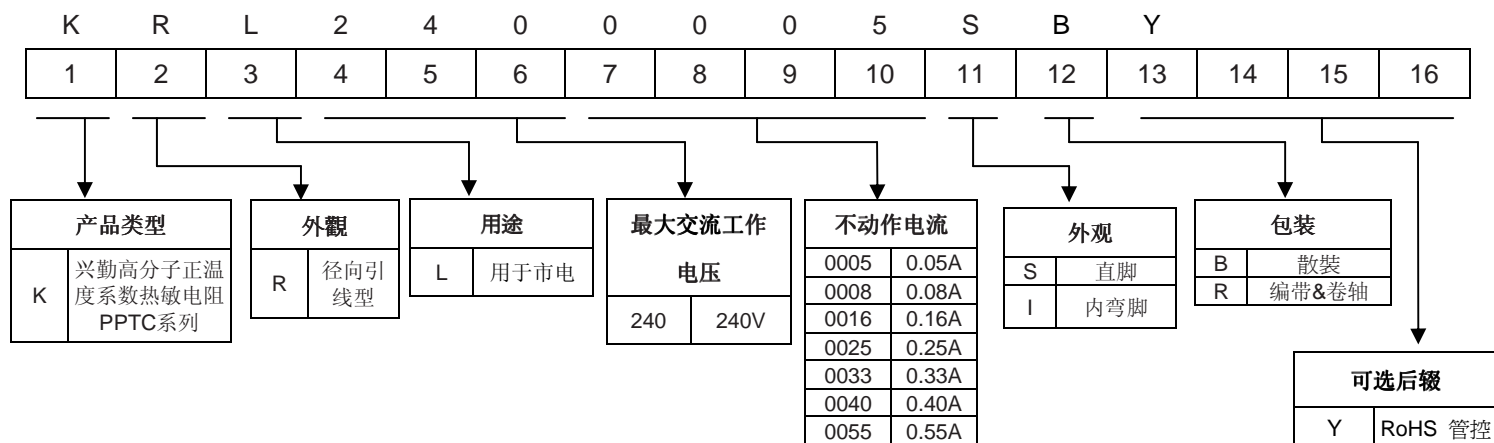 K R L 2 4 0 0 0 0 5 S B Y
1 2 3 4 5 6 7 8 9 10 11 12 13 14 15 16
产品类型
K 兴勤高分子正温
度系数热敏电阻
PPTC系列
外觀
R 径向引
线型
用途
L 用于市电
最大交流工作
电压
240 240V
不动作电流
0005 0.05A
0008 0.08A
0016 0.16A
0025 0.25A
0033 0.33A
0040 0.40A
0055 0.55A
外观
S 直脚
I 内弯脚
包装
B 散裝
R 编带&卷轴
可选后辍
Y RoHS 管控